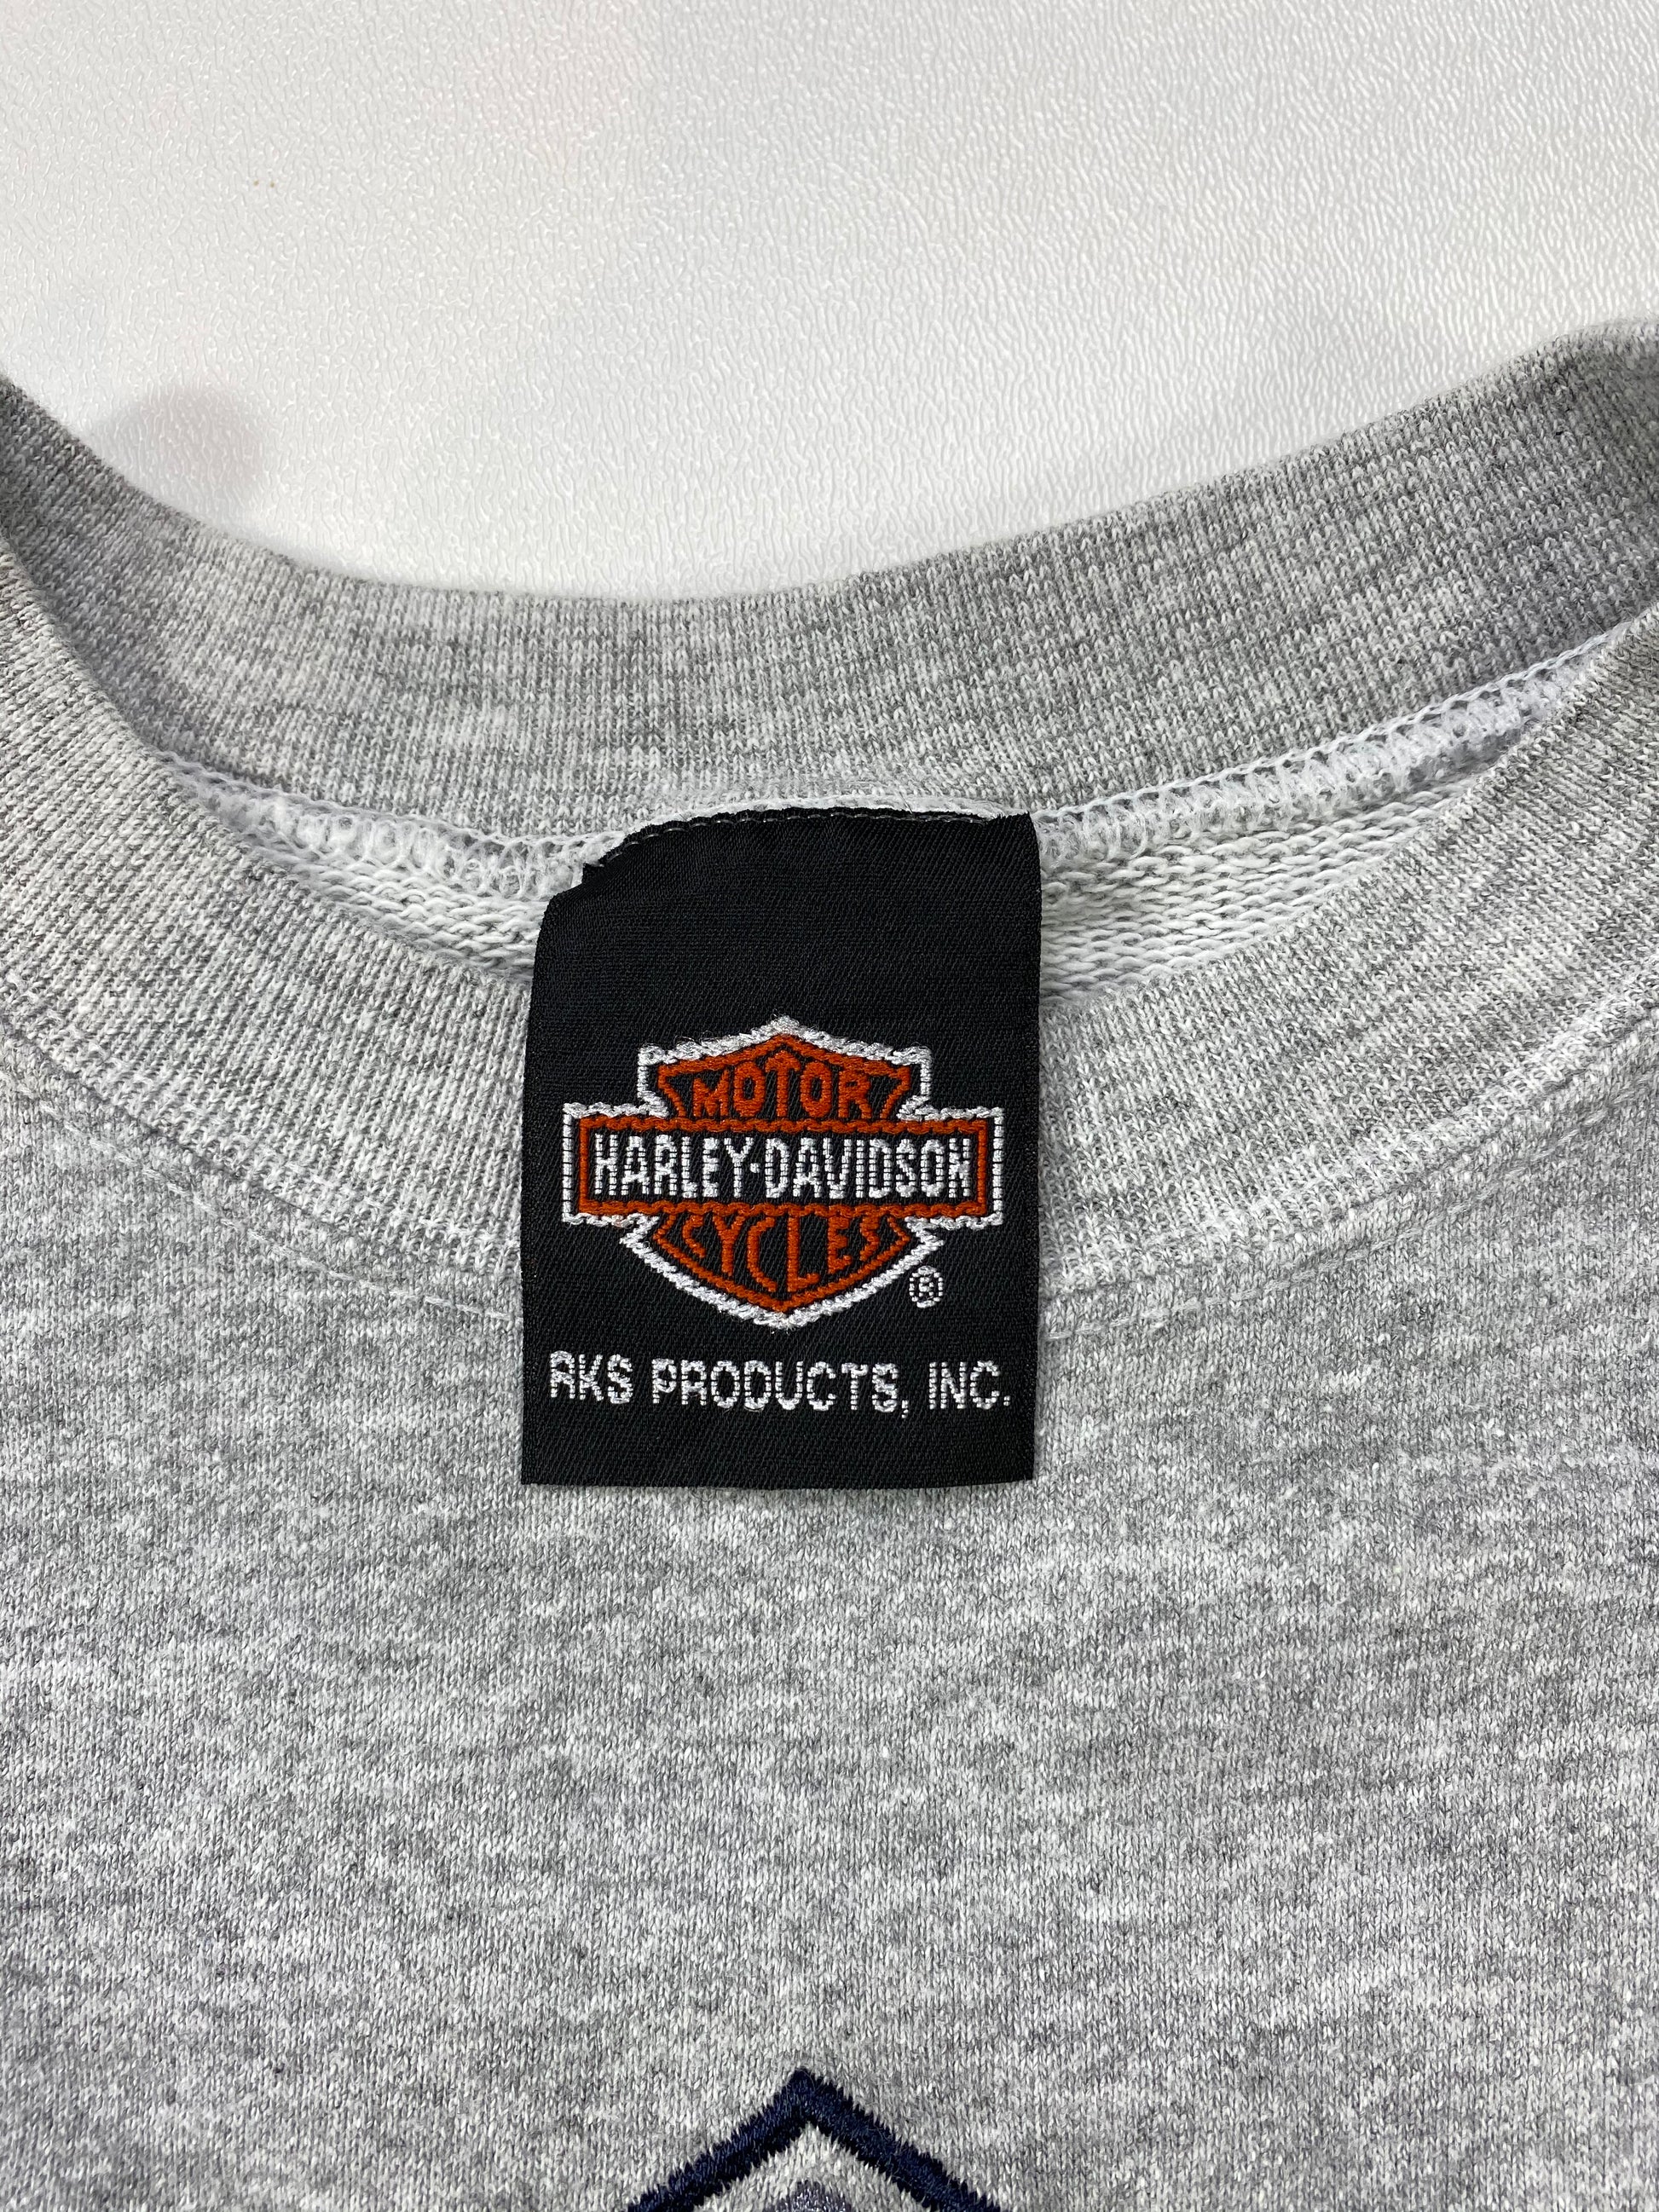 MOTOR
HARLEY-DAVIDSON
CYCLES
®
RKS PRODUCTS, INC.